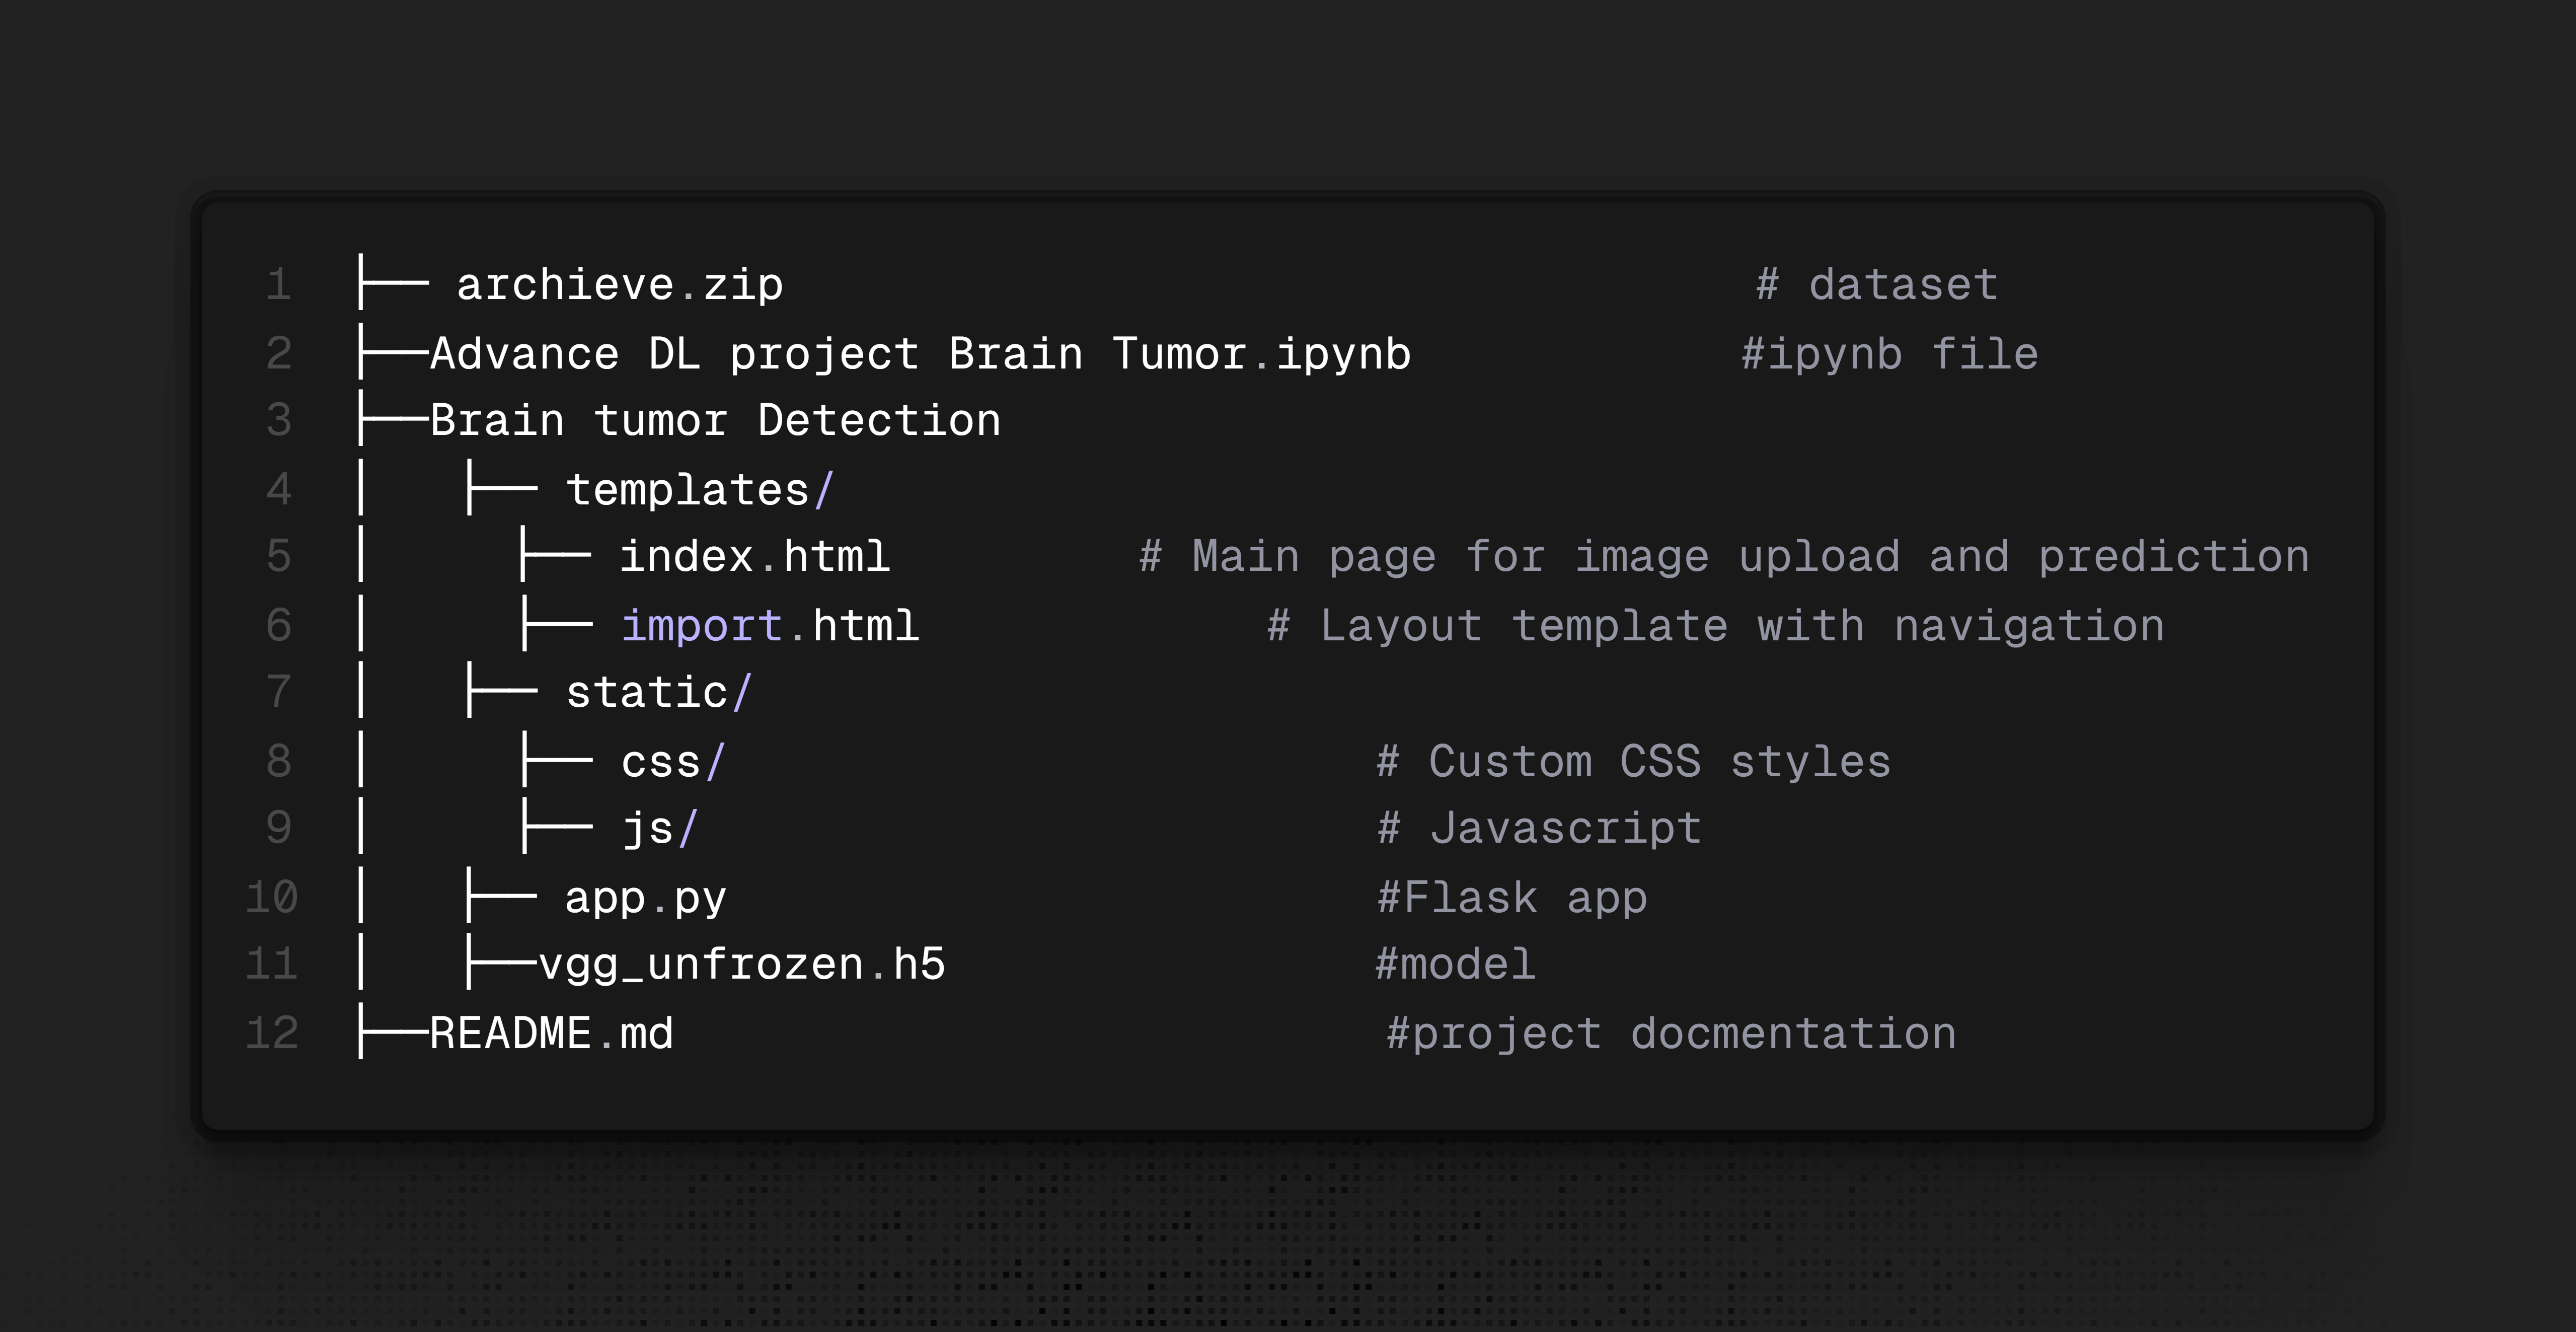 1 ├── archieve.zip # dataset
2 ├──Advance DL project Brain Tumor.ipynb #ipynb file
3 ├──Brain tumor Detection
4 │   ├── templates/
5 │     ├── index.html # Main page for image upload and prediction
6 │     ├── import.html # Layout template with navigation
7 │   ├── static/
8 │     ├── css/ # Custom CSS styles
9 │     ├── js/ # Javascript
10 │   ├── app.py #Flask app
11 │   ├──vgg_unfrozen.h5 #model
12 ├──README.md #project docmentation